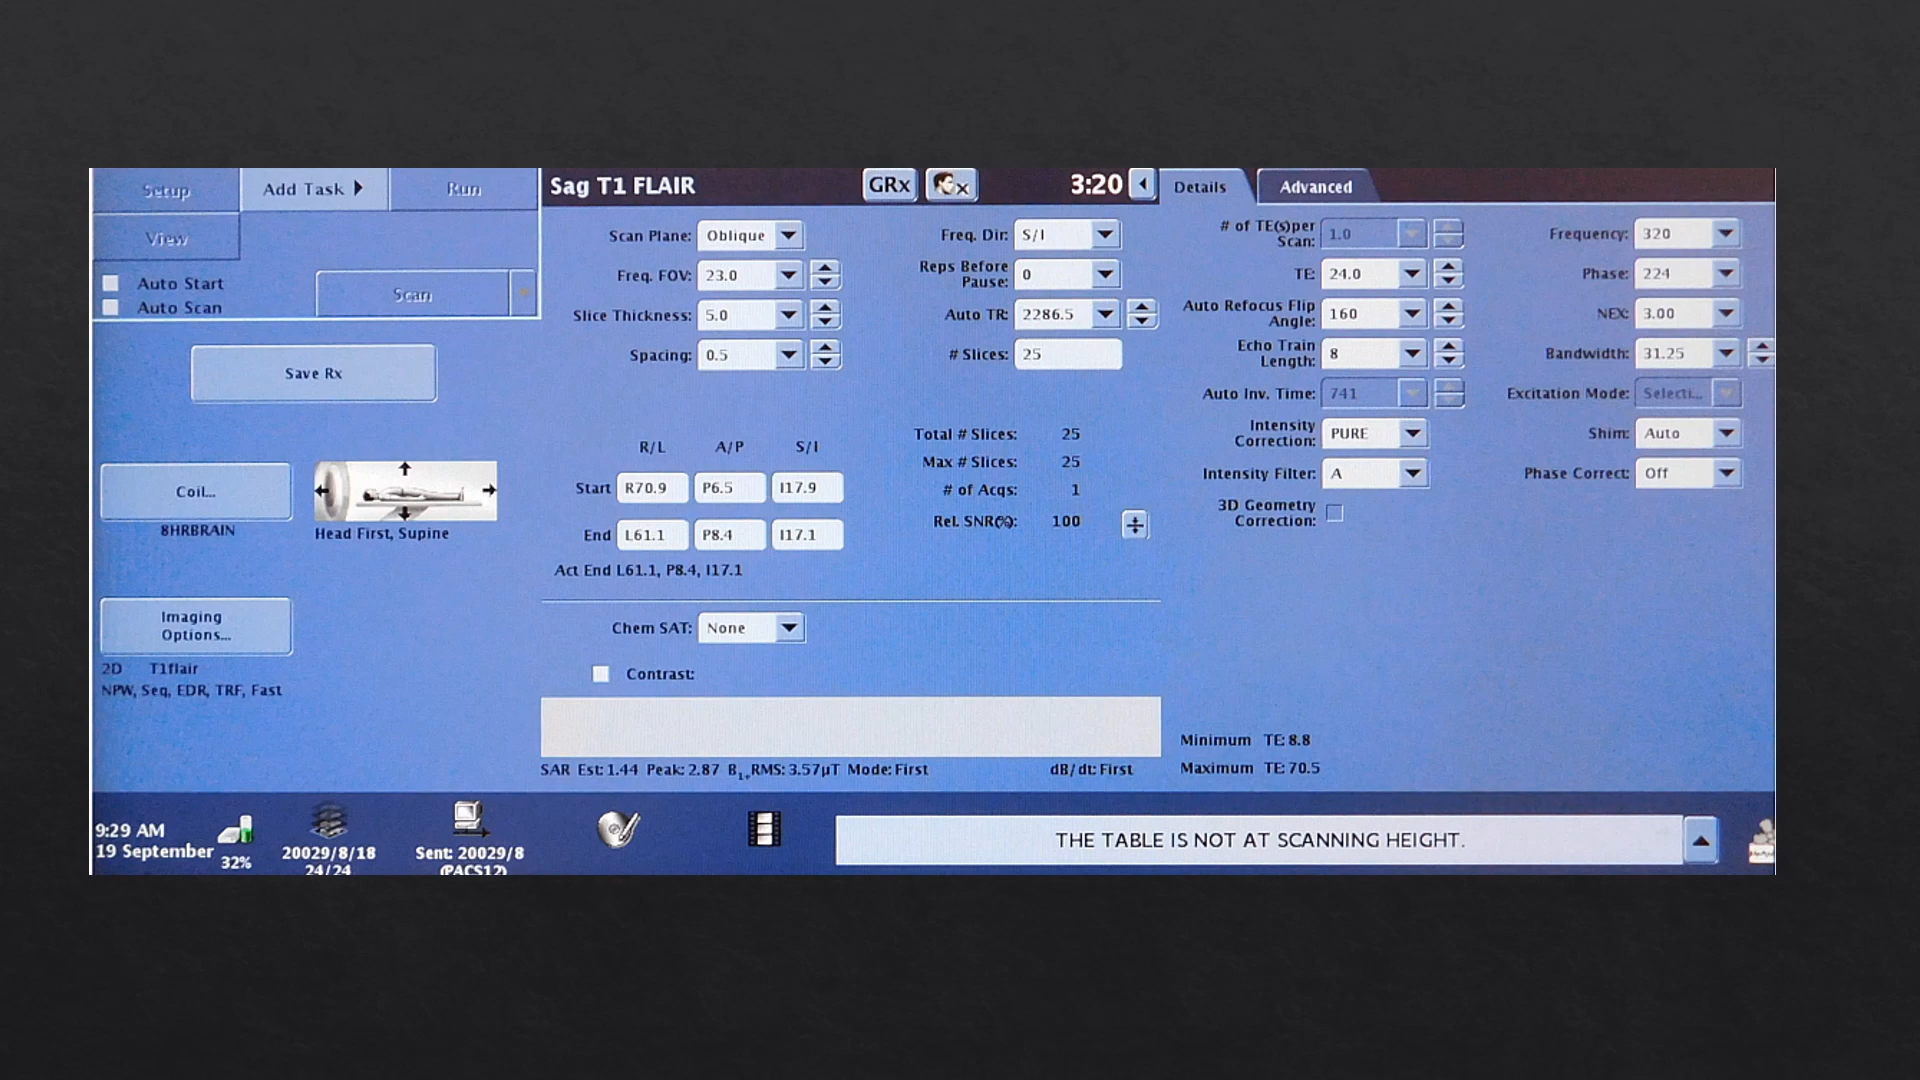 Setup
Add Task
Run
View
Auto Start
Auto Scan
Scan
Save Rx
Coil...
8HRBRAIN
Head First, Supine
Imaging
Options...
2D T1flair
NPW, Seq, EDR, TRF, Fast
Sag T1 FLAIR
GRx
3:20
Scan Plane: Oblique
Freq. FOV: 23.0
Slice Thickness: 5.0
Spacing: 0.5
Freq. Dir: S/I
Reps Before
Pause: 0
Auto TR: 2286.5
# Slices: 25
R/L A/P S/I
Start R70.9 P6.5 I17.9
End L61.1 P8.4 I17.1
Act End L61.1, P8.4, I17.1
Total # Slices: 25
Max # Slices: 25
# of Acqs: 1
Rel. SNR(%): 100
Chem SAT: None
Contrast:
SAR Est: 1.44 Peak: 2.87 B1+RMS: 3.57µT Mode: First dB/dt: First
Details
Advanced
# of TE(s)per
Scan: 1.0
TE: 24.0
Auto Refocus Flip
Angle: 160
Echo Train
Length: 8
Auto Inv. Time: 741
Intensity
Correction: PURE
Intensity Filter: A
3D Geometry
Correction:
Frequency: 320
Phase: 224
NEX: 3.00
Bandwidth: 31.25
Excitation Mode: Selecti...
Shim: Auto
Phase Correct: Off
Minimum TE: 8.8
Maximum TE: 70.5
9:29 AM
19 September
32%
20029/8/18
24/24
Sent: 20029/8
(PACS12)
THE TABLE IS NOT AT SCANNING HEIGHT.